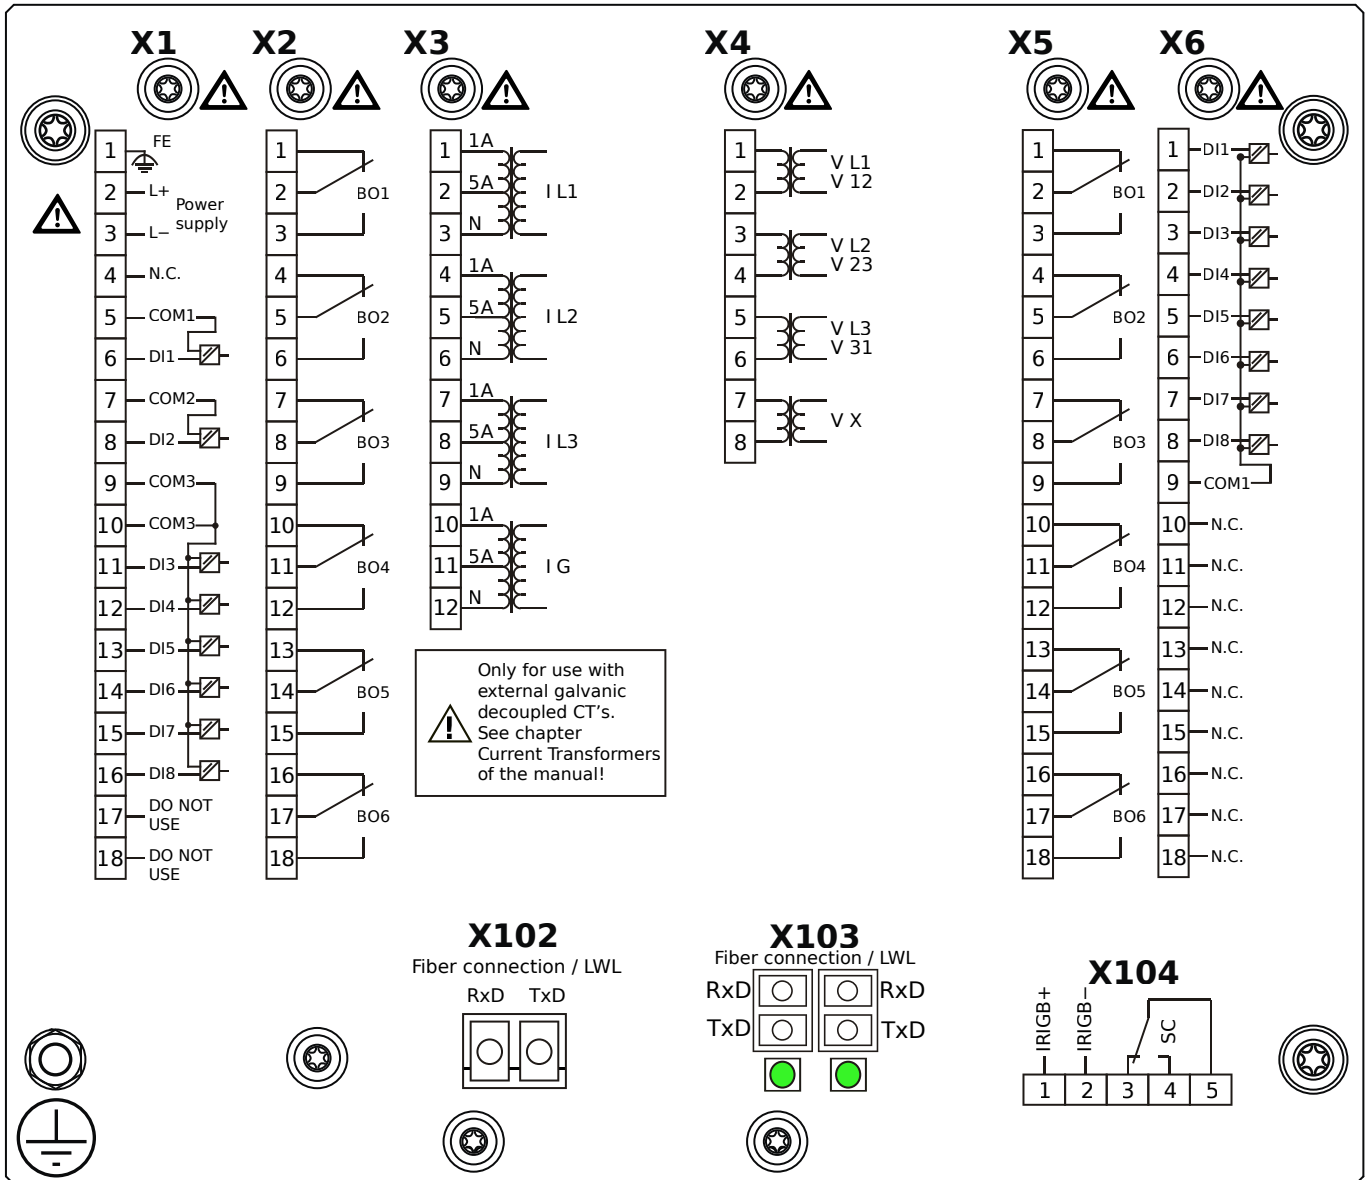 X1 X2 X3 X4 X5 X6
1 FE
2 L+
Power
supply
3 L−
4 N.C.
5 COM1
6 DI1
7 COM2
8 DI2
9 COM3
10 COM3
11 DI3
12 DI4
13 DI5
14 DI6
15 DI7
16 DI8
17 DO NOT
USE
18 DO NOT
USE
1
2 BO1
3
4
5 BO2
6
7
8 BO3
9
10
11 BO4
12
13
14 BO5
15
16
17 BO6
18
1 1A
2 5A I L1
3 N
4 1A
5 5A I L2
6 N
7 1A
8 5A I L3
9 N
10 1A
11 5A I G
12 N
Only for use with
external galvanic
decoupled CT's.
See chapter
Current Transformers
of the manual!
1 V L1
2 V 12
3 V L2
4 V 23
5 V L3
6 V 31
7 V X
8
1
2 BO1
3
4
5 BO2
6
7
8 BO3
9
10
11 BO4
12
13
14 BO5
15
16
17 BO6
18
1 DI1
2 DI2
3 DI3
4 DI4
5 DI5
6 DI6
7 DI7
8 DI8
9 COM1
10 N.C.
11 N.C.
12 N.C.
13 N.C.
14 N.C.
15 N.C.
16 N.C.
17 N.C.
18 N.C.
X102
Fiber connection / LWL
RxD TxD
X103
Fiber connection / LWL
RxD RxD
TxD TxD
X104
IRIGB+
IRIGB−
SC
1 2 3 4 5